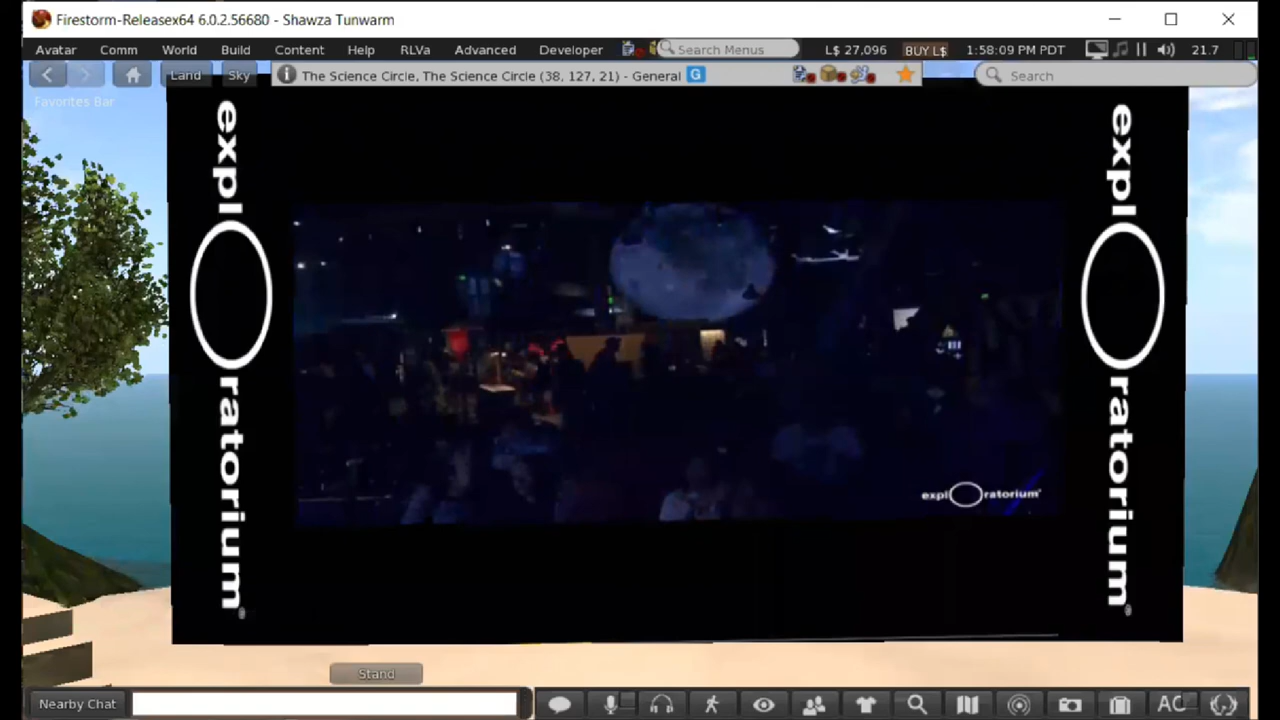 Firestorm-Releasex64 6.0.2.56680 - Shawza Tunwarm
Avatar Comm World Build Content Help RLVa Advanced Developer Search Menus L$ 27,096 BUY L$ 1:58:09 PM PDT 21.7
Land Sky The Science Circle, The Science Circle (38, 127, 21) - General G Search
Favorites Bar
explOratorium®
explOratorium®
explOratorium®
Stand
Nearby Chat AO